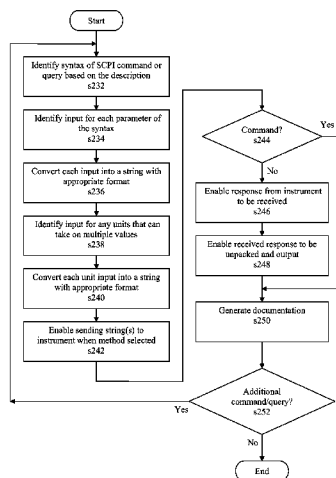 Start
Identify syntax of SCPI command or
query based on the description
s232
Identify input for each parameter of
the syntax
s234
Convert each input into a string with
appropriate format
s236
Identify input for any units that can
take on multiple values
s238
Convert each unit input into a string
with appropriate format
s240
Enable sending string(s) to
instrument when method selected
s242
Command?
s244
Yes
No
Enable response from instrument
to be received
s246
Enable received response to be
unpacked and output
s248
Generate documentation
s250
Additional
command/query?
s252
Yes
No
End